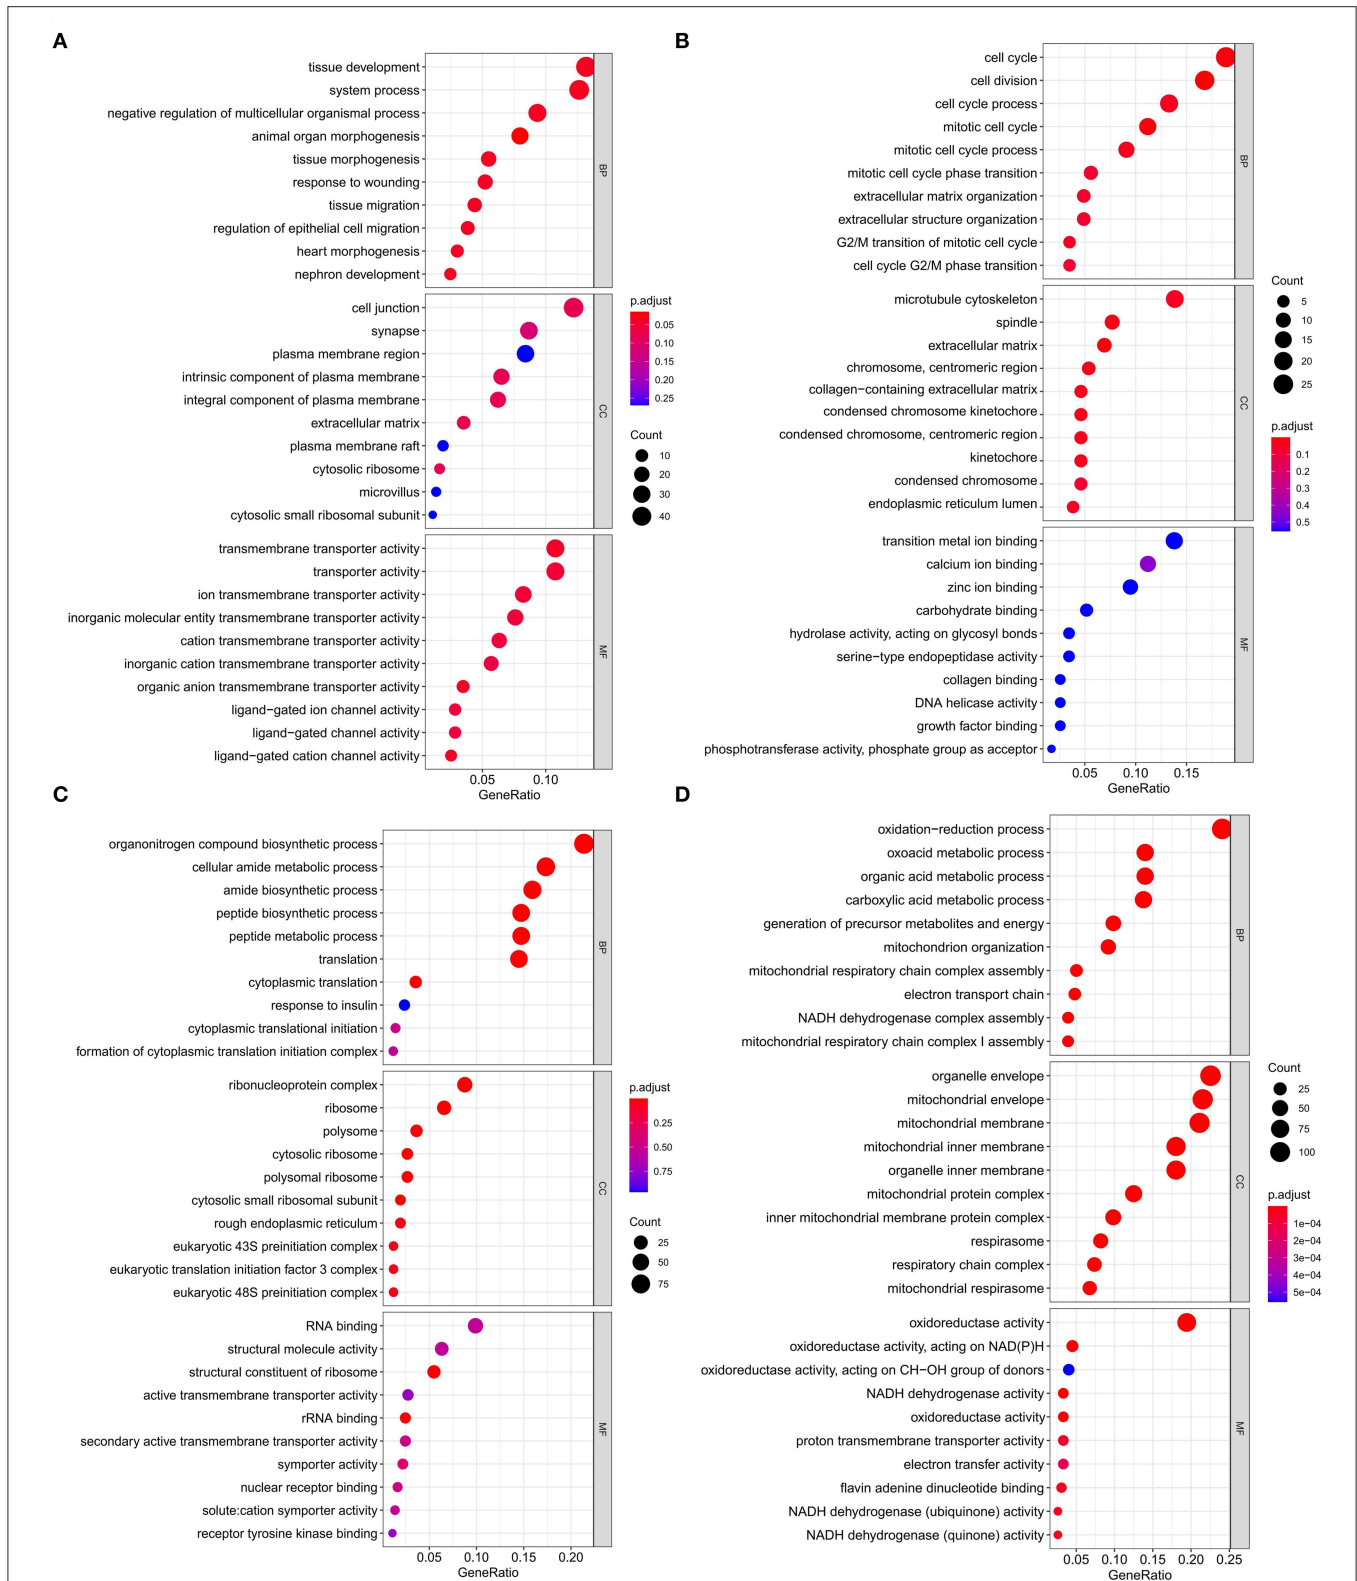 A
tissue development
system process
negative regulation of multicellular organismal process
animal organ morphogenesis
tissue morphogenesis
response to wounding
tissue migration
regulation of epithelial cell migration
heart morphogenesis
nephron development
BP
cell junction
synapse
plasma membrane region
intrinsic component of plasma membrane
integral component of plasma membrane
extracellular matrix
plasma membrane raft
cytosolic ribosome
microvillus
cytosolic small ribosomal subunit
CC
transmembrane transporter activity
transporter activity
ion transmembrane transporter activity
inorganic molecular entity transmembrane transporter activity
cation transmembrane transporter activity
inorganic cation transmembrane transporter activity
organic anion transmembrane transporter activity
ligand−gated ion channel activity
ligand−gated channel activity
ligand−gated cation channel activity
MF
0.05 0.10
GeneRatio
p.adjust
0.05
0.10
0.15
0.20
0.25
Count
10
20
30
40
B
cell cycle
cell division
cell cycle process
mitotic cell cycle
mitotic cell cycle process
mitotic cell cycle phase transition
extracellular matrix organization
extracellular structure organization
G2/M transition of mitotic cell cycle
cell cycle G2/M phase transition
BP
microtubule cytoskeleton
spindle
extracellular matrix
chromosome, centromeric region
collagen−containing extracellular matrix
condensed chromosome kinetochore
condensed chromosome, centromeric region
kinetochore
condensed chromosome
endoplasmic reticulum lumen
CC
transition metal ion binding
calcium ion binding
zinc ion binding
carbohydrate binding
hydrolase activity, acting on glycosyl bonds
serine−type endopeptidase activity
collagen binding
DNA helicase activity
growth factor binding
phosphotransferase activity, phosphate group as acceptor
MF
0.05 0.10 0.15
GeneRatio
Count
5
10
15
20
25
p.adjust
0.1
0.2
0.3
0.4
0.5
C
organonitrogen compound biosynthetic process
cellular amide metabolic process
amide biosynthetic process
peptide biosynthetic process
peptide metabolic process
translation
cytoplasmic translation
response to insulin
cytoplasmic translational initiation
formation of cytoplasmic translation initiation complex
BP
ribonucleoprotein complex
ribosome
polysome
cytosolic ribosome
polysomal ribosome
cytosolic small ribosomal subunit
rough endoplasmic reticulum
eukaryotic 43S preinitiation complex
eukaryotic translation initiation factor 3 complex
eukaryotic 48S preinitiation complex
CC
RNA binding
structural molecule activity
structural constituent of ribosome
active transmembrane transporter activity
rRNA binding
secondary active transmembrane transporter activity
symporter activity
nuclear receptor binding
solute:cation symporter activity
receptor tyrosine kinase binding
MF
0.05 0.10 0.15 0.20
GeneRatio
p.adjust
0.25
0.50
0.75
Count
25
50
75
D
oxidation−reduction process
oxoacid metabolic process
organic acid metabolic process
carboxylic acid metabolic process
generation of precursor metabolites and energy
mitochondrion organization
mitochondrial respiratory chain complex assembly
electron transport chain
NADH dehydrogenase complex assembly
mitochondrial respiratory chain complex I assembly
BP
organelle envelope
mitochondrial envelope
mitochondrial membrane
mitochondrial inner membrane
organelle inner membrane
mitochondrial protein complex
inner mitochondrial membrane protein complex
respirasome
respiratory chain complex
mitochondrial respirasome
CC
oxidoreductase activity
oxidoreductase activity, acting on NAD(P)H
oxidoreductase activity, acting on CH−OH group of donors
NADH dehydrogenase activity
oxidoreductase activity
proton transmembrane transporter activity
electron transfer activity
flavin adenine dinucleotide binding
NADH dehydrogenase (ubiquinone) activity
NADH dehydrogenase (quinone) activity
MF
0.05 0.10 0.15 0.20 0.25
GeneRatio
Count
25
50
75
100
p.adjust
1e−04
2e−04
3e−04
4e−04
5e−04